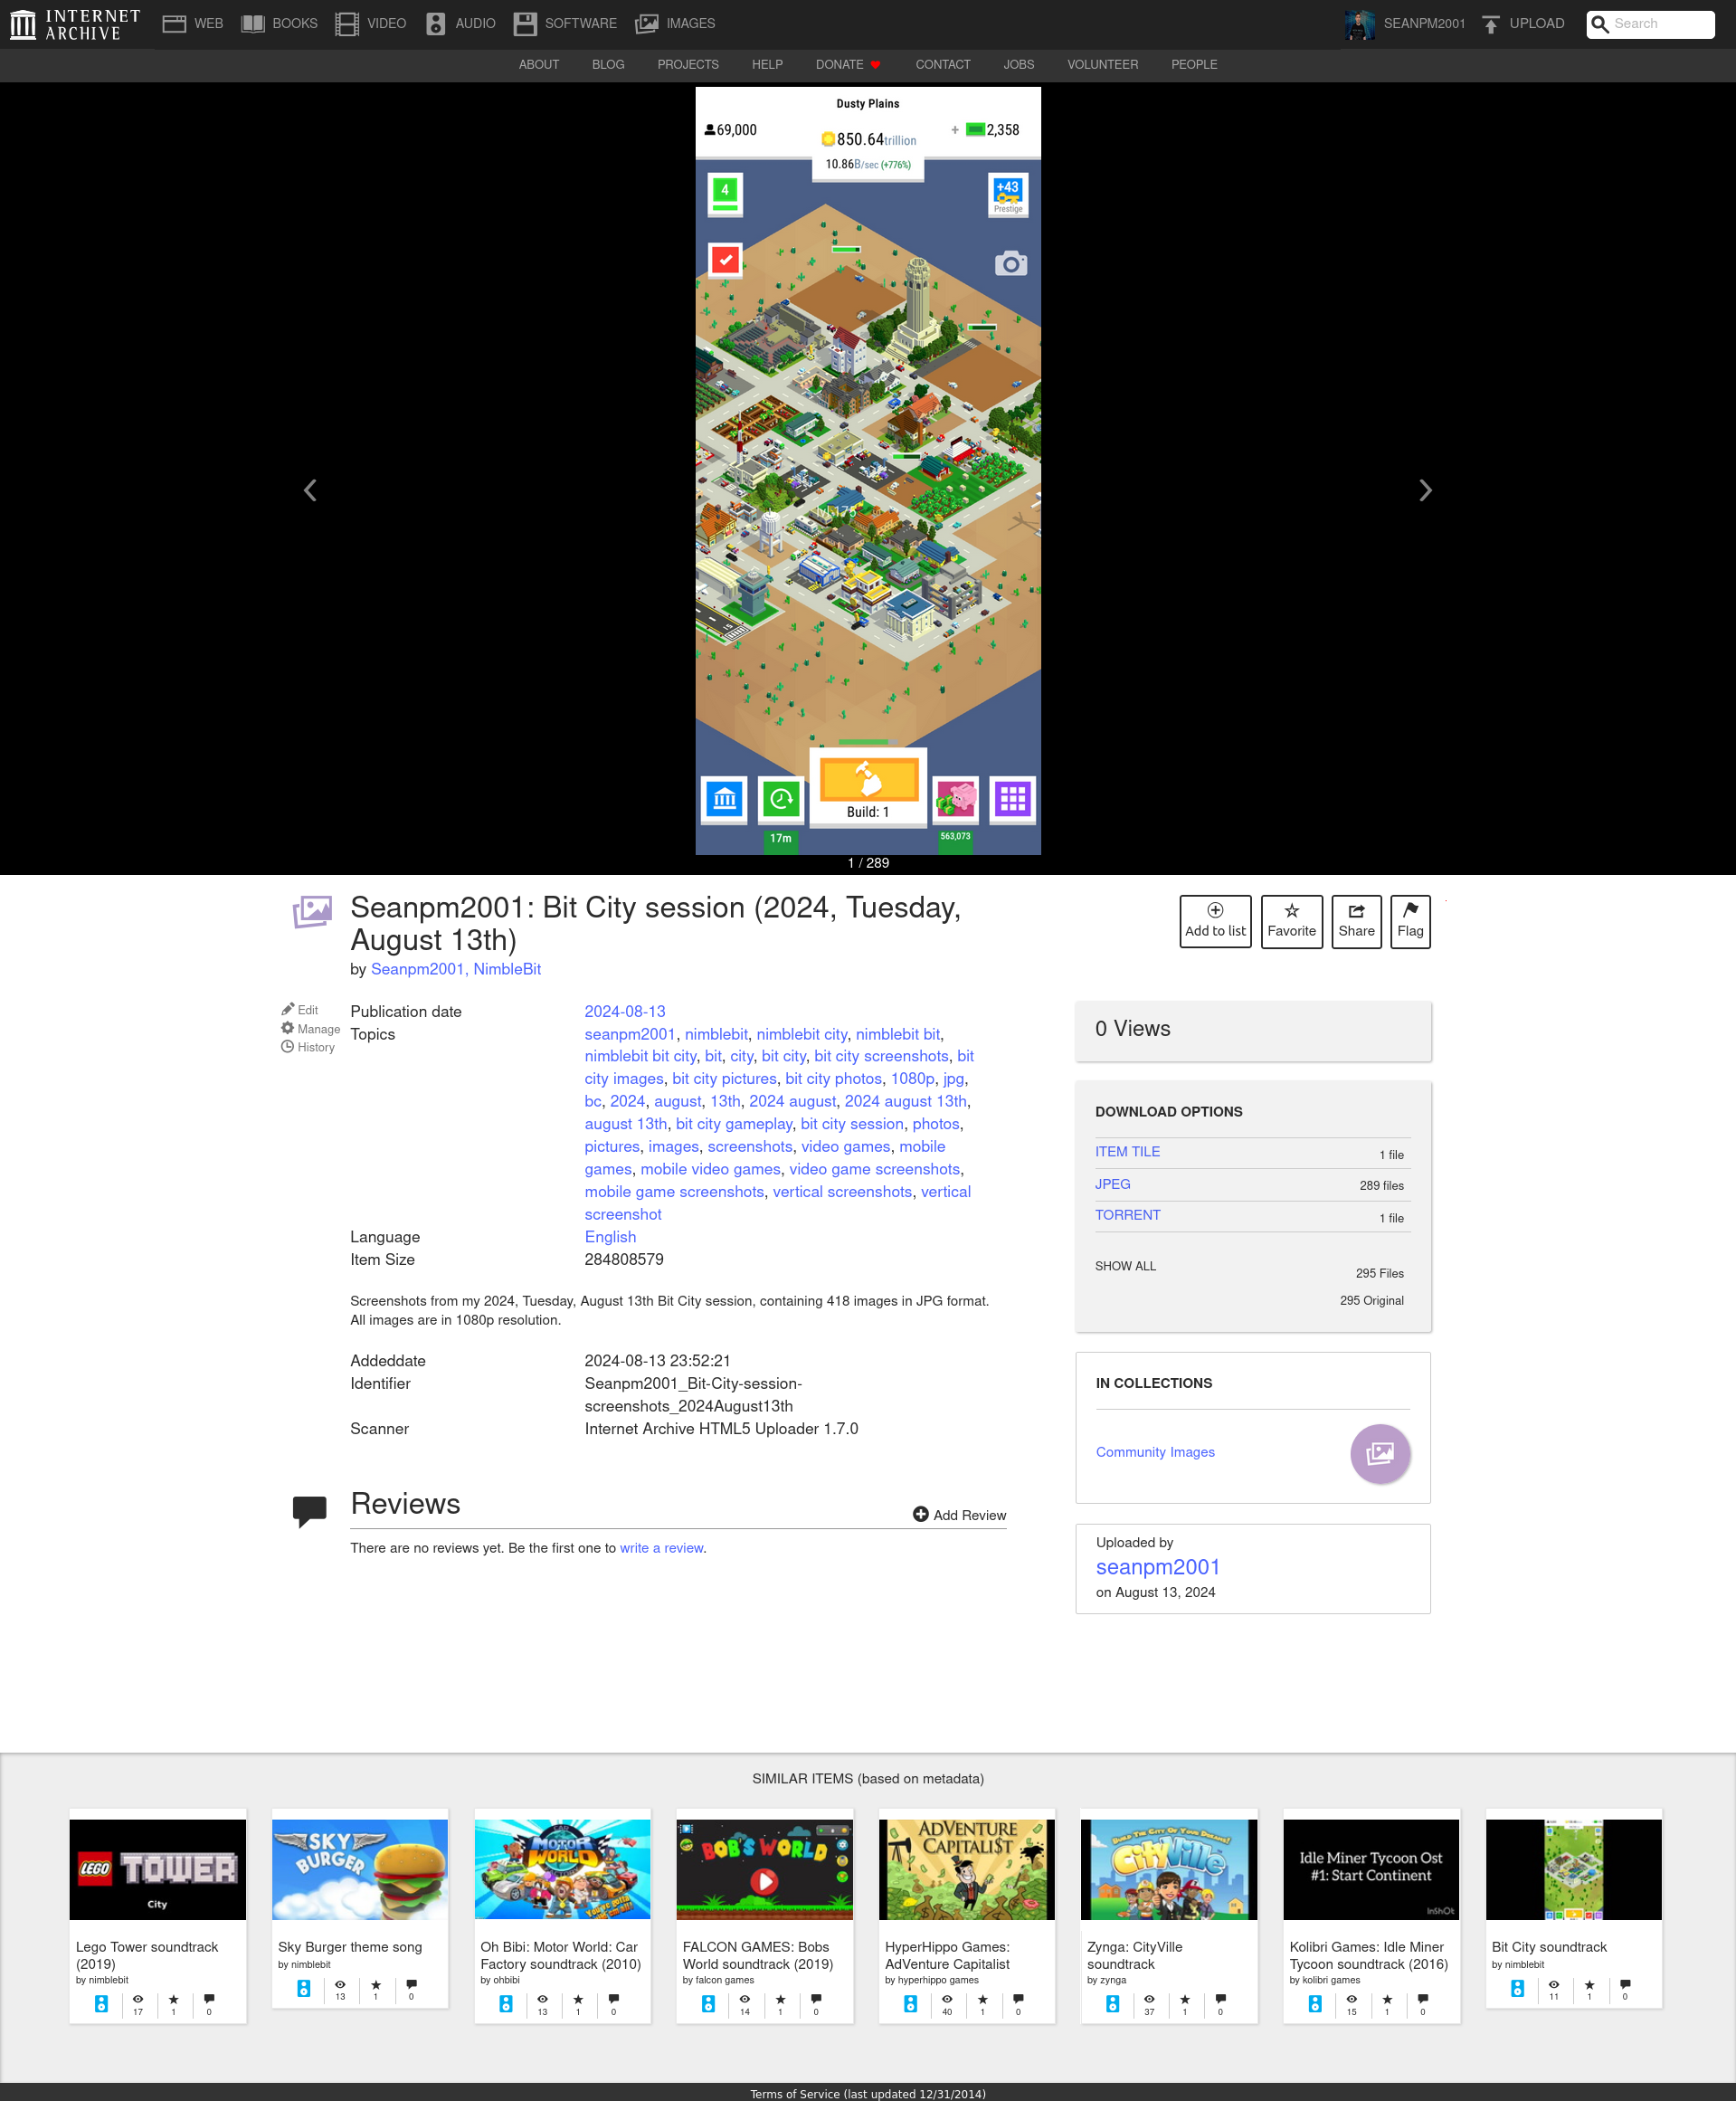 INTERNET ARCHIVE
WEB BOOKS VIDEO AUDIO SOFTWARE IMAGES SEANPM2001 UPLOAD Search
ABOUT BLOG PROJECTS HELP DONATE CONTACT JOBS VOLUNTEER PEOPLE
Dusty Plains
69,000 850.64trillion + 2,358
10.86B/sec (+776%)
4 +43
Prestige
Build: 1
17m 563,073
1 / 289
Seanpm2001: Bit City session (2024, Tuesday,
August 13th)
by Seanpm2001, NimbleBit
Add to list Favorite Share Flag
Edit
Manage
History
Publication date 2024-08-13
Topics seanpm2001, nimblebit, nimblebit city, nimblebit bit,
nimblebit bit city, bit, city, bit city, bit city screenshots, bit
city images, bit city pictures, bit city photos, 1080p, jpg,
bc, 2024, august, 13th, 2024 august, 2024 august 13th,
august 13th, bit city gameplay, bit city session, photos,
pictures, images, screenshots, video games, mobile
games, mobile video games, video game screenshots,
mobile game screenshots, vertical screenshots, vertical
screenshot
Language English
Item Size 284808579
Screenshots from my 2024, Tuesday, August 13th Bit City session, containing 418 images in JPG format.
All images are in 1080p resolution.
Addeddate 2024-08-13 23:52:21
Identifier Seanpm2001_Bit-City-session-
screenshots_2024August13th
Scanner Internet Archive HTML5 Uploader 1.7.0
Reviews
Add Review
There are no reviews yet. Be the first one to write a review.
0 Views
DOWNLOAD OPTIONS
ITEM TILE 1 file
JPEG 289 files
TORRENT 1 file
SHOW ALL 295 Files
295 Original
IN COLLECTIONS
Community Images
Uploaded by
seanpm2001
on August 13, 2024
SIMILAR ITEMS (based on metadata)
LEGO TOWER
City
Lego Tower soundtrack
(2019)
by nimblebit
17 1 0
SKY BURGER
Sky Burger theme song
by nimblebit
13 1 0
MOTOR WORLD
Oh Bibi: Motor World: Car
Factory soundtrack (2010)
by ohbibi
13 1 0
BOB'S WORLD
FALCON GAMES: Bobs
World soundtrack (2019)
by falcon games
14 1 0
ADVENTURE
CAPITALI$T
HyperHippo Games:
AdVenture Capitalist
by hyperhippo games
40 1 0
BUILD THE CITY OF YOUR DREAMS!
CityVille
Zynga: CityVille
soundtrack
by zynga
37 1 0
Idle Miner Tycoon Ost
#1: Start Continent
InShOt
Kolibri Games: Idle Miner
Tycoon soundtrack (2016)
by kolibri games
15 1 0
Bit City soundtrack
by nimblebit
11 1 0
Terms of Service (last updated 12/31/2014)